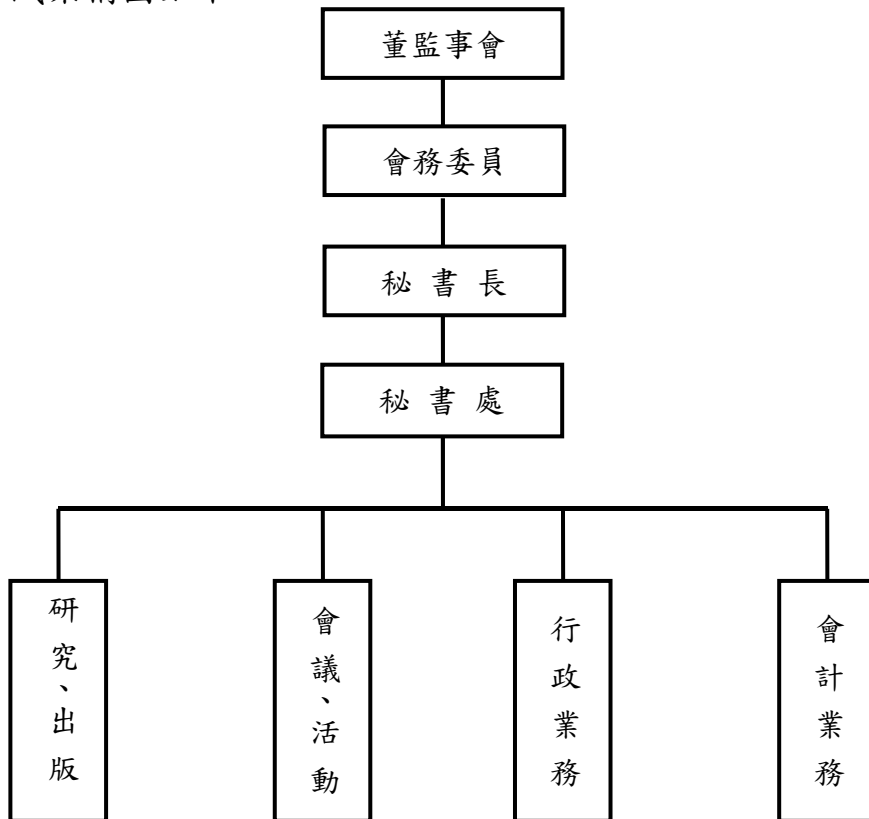 董監事會
會務委員
秘書長
秘書處
研究、出版
會議、活動
行政業務
會計業務